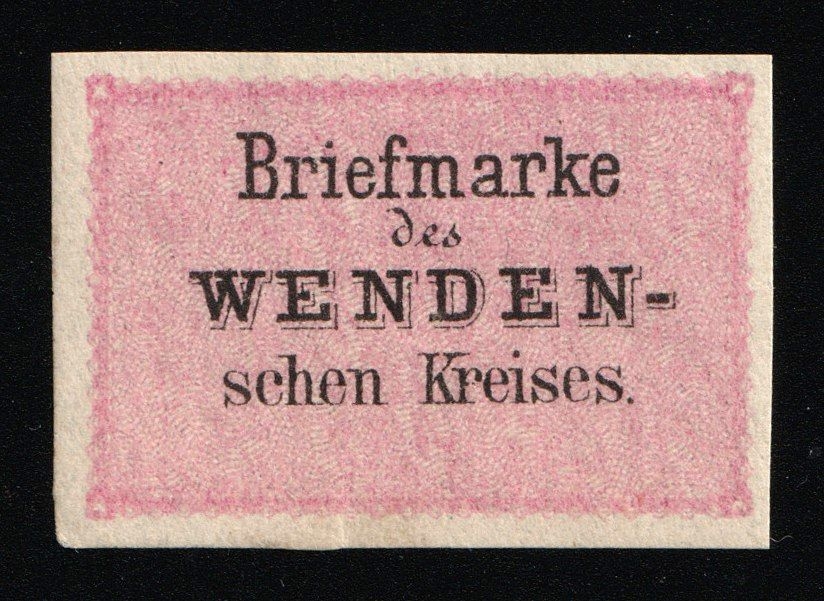 Briefmarke
des
WENDEN-
schen Kreises.